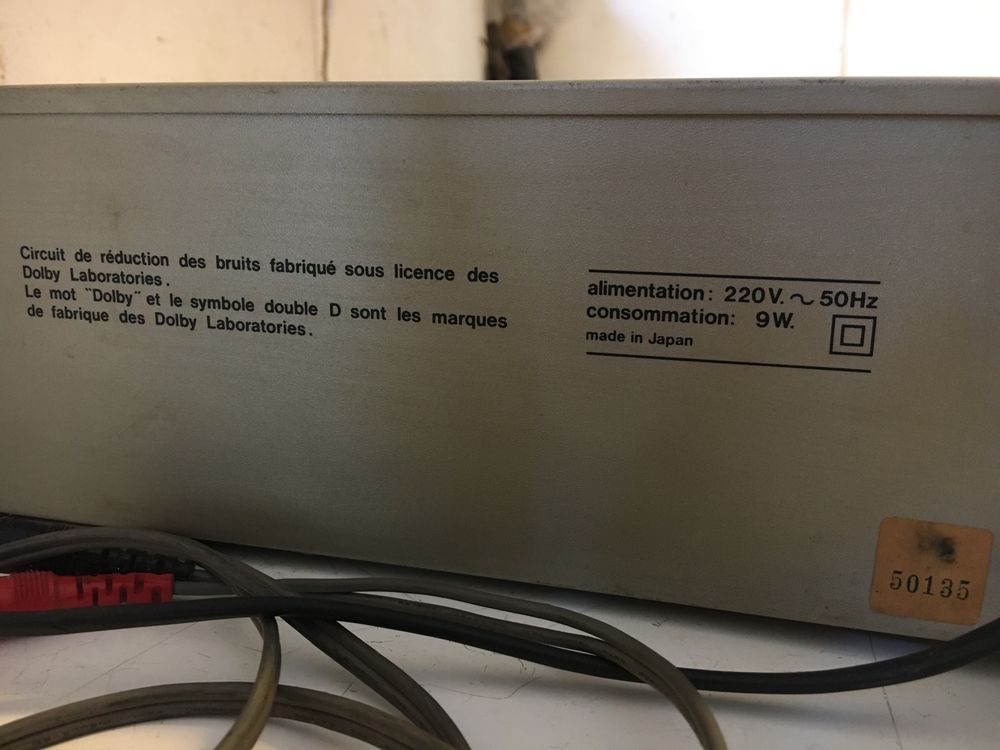 Circuit de réduction des bruits fabriqué sous licence des
Dolby Laboratories.
Le mot "Dolby" et le symbole double D sont les marques
de fabrique des Dolby Laboratories.
alimentation: 220V.~50Hz
consommation: 9W.
made in Japan
50135